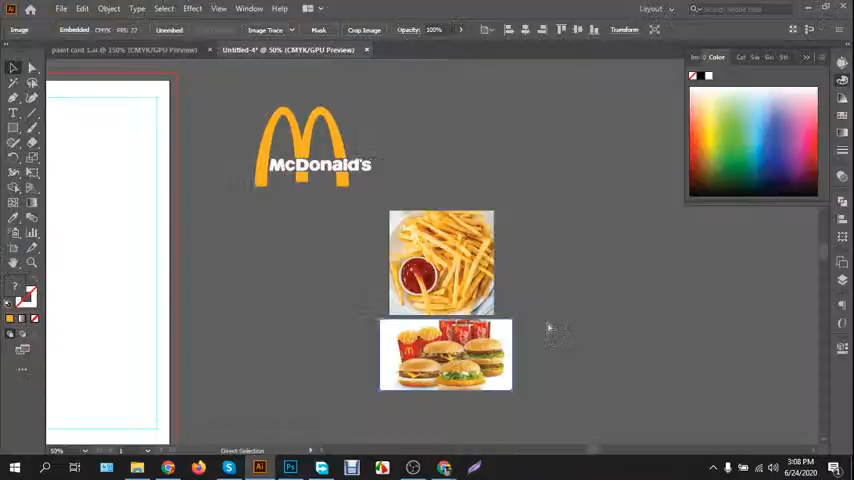 File Edit Object Type Select Effect View Window Help
Layout
Image Embedded CMYK PPI: 72 Unembed Image Trace Mask Crop Image Opacity: 100% Transform
paint card 1.ai @ 150% (CMYK/GPU Preview) × Untitled-4* @ 50% (CMYK/GPU Preview) ×
Color
McDonald's
?
50% 1 Direct Selection
3:08 PM
6/24/2020